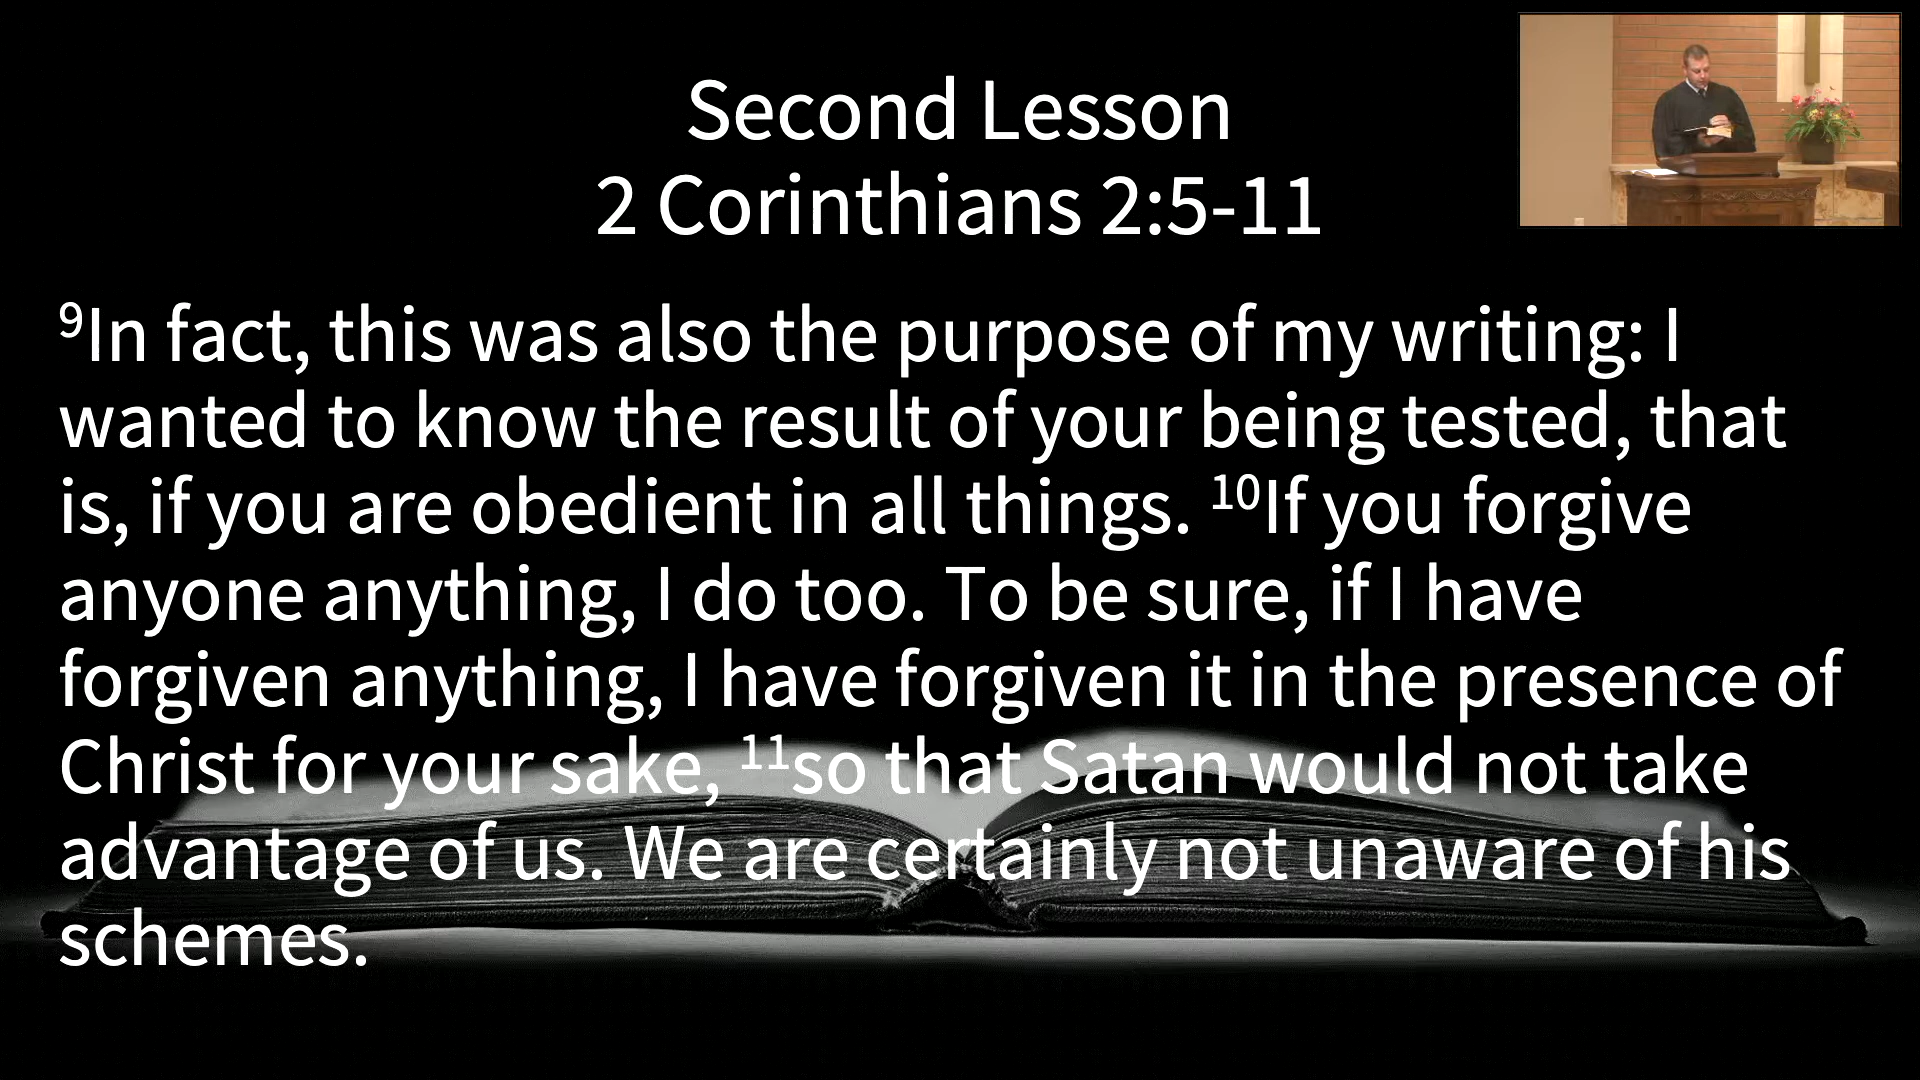 Second Lesson
2 Corinthians 2:5-11
⁹In fact, this was also the purpose of my writing: I
wanted to know the result of your being tested, that
is, if you are obedient in all things. ¹⁰If you forgive
anyone anything, I do too. To be sure, if I have
forgiven anything, I have forgiven it in the presence of
Christ for your sake, ¹¹so that Satan would not take
advantage of us. We are certainly not unaware of his
schemes.